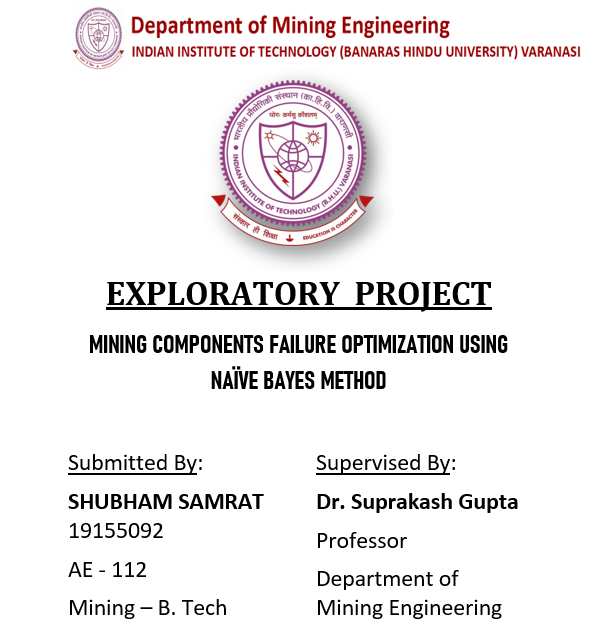 Department of Mining Engineering
INDIAN INSTITUTE OF TECHNOLOGY (BANARAS HINDU UNIVERSITY) VARANASI
भारतीय प्रौद्योगिकी संस्थान (का.हि.वि.) वाराणसी
योगः कर्मसु कौशलम्
INDIAN INSTITUTE OF TECHNOLOGY (B.H.U.) VARANASI
संस्कार ही शिक्षा
EDUCATION IS CHARACTER
EXPLORATORY PROJECT
MINING COMPONENTS FAILURE OPTIMIZATION USING
NAÏVE BAYES METHOD
Submitted By:
SHUBHAM SAMRAT
19155092
AE - 112
Mining – B. Tech
Supervised By:
Dr. Suprakash Gupta
Professor
Department of
Mining Engineering